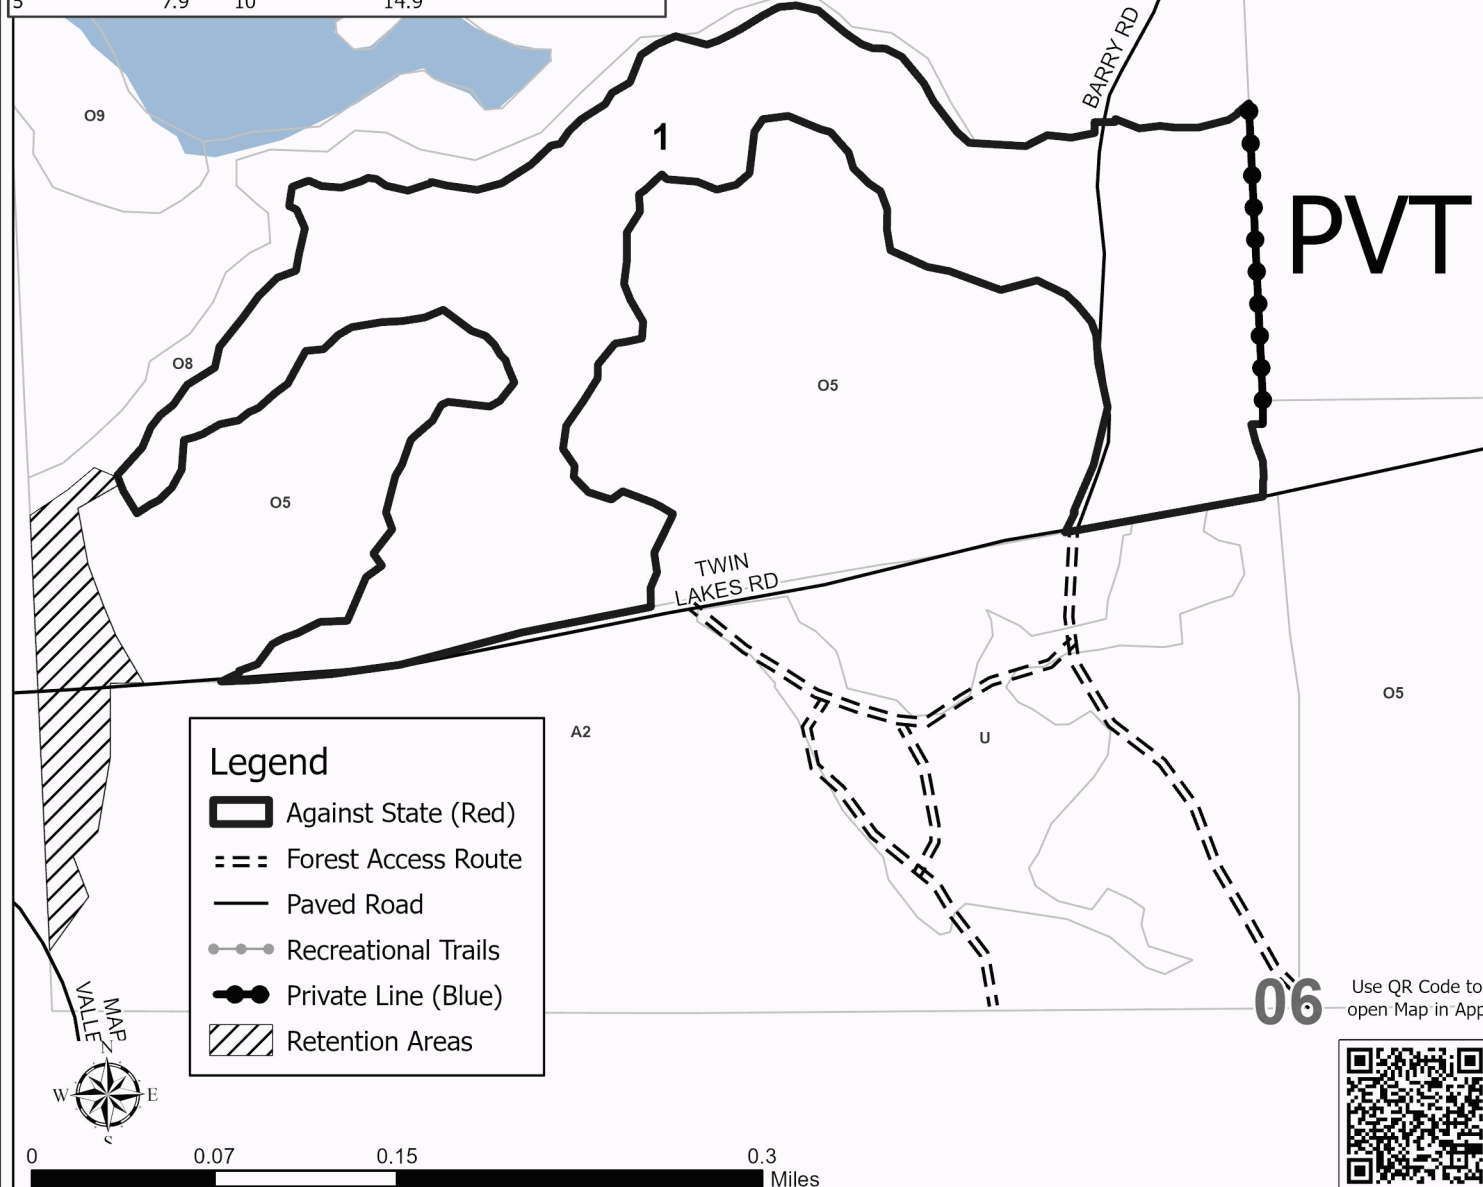 5 7.9 10 14.9
BARRY RD
O9
1
PVT
O8
O5
O5
TWIN
LAKES RD
A2
U
O5
Legend
Against State (Red)
Forest Access Route
Paved Road
Recreational Trails
Private Line (Blue)
Retention Areas
MAP
VALLE
N
W E
S
06
Use QR Code to
open Map in App
0 0.07 0.15 0.3
Miles